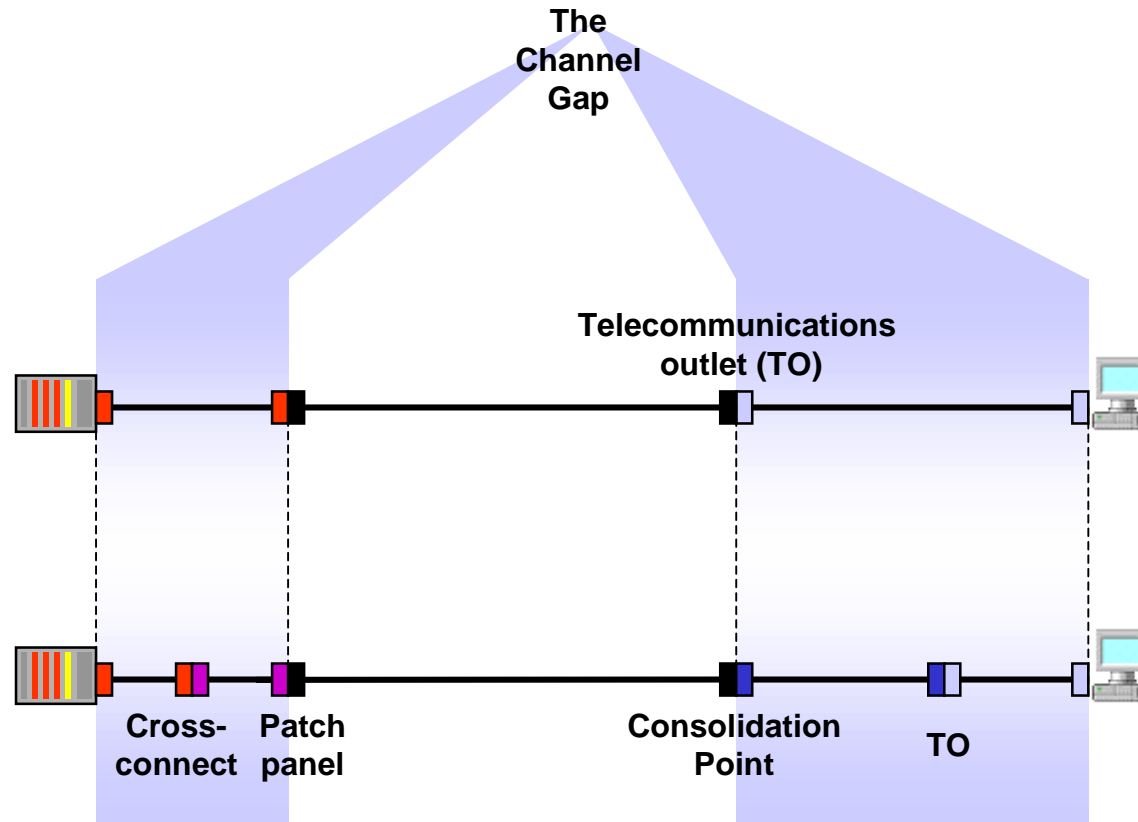 The
Channel
Gap
Telecommunications
outlet (TO)
Cross-
connect
Patch
panel
Consolidation
Point
TO